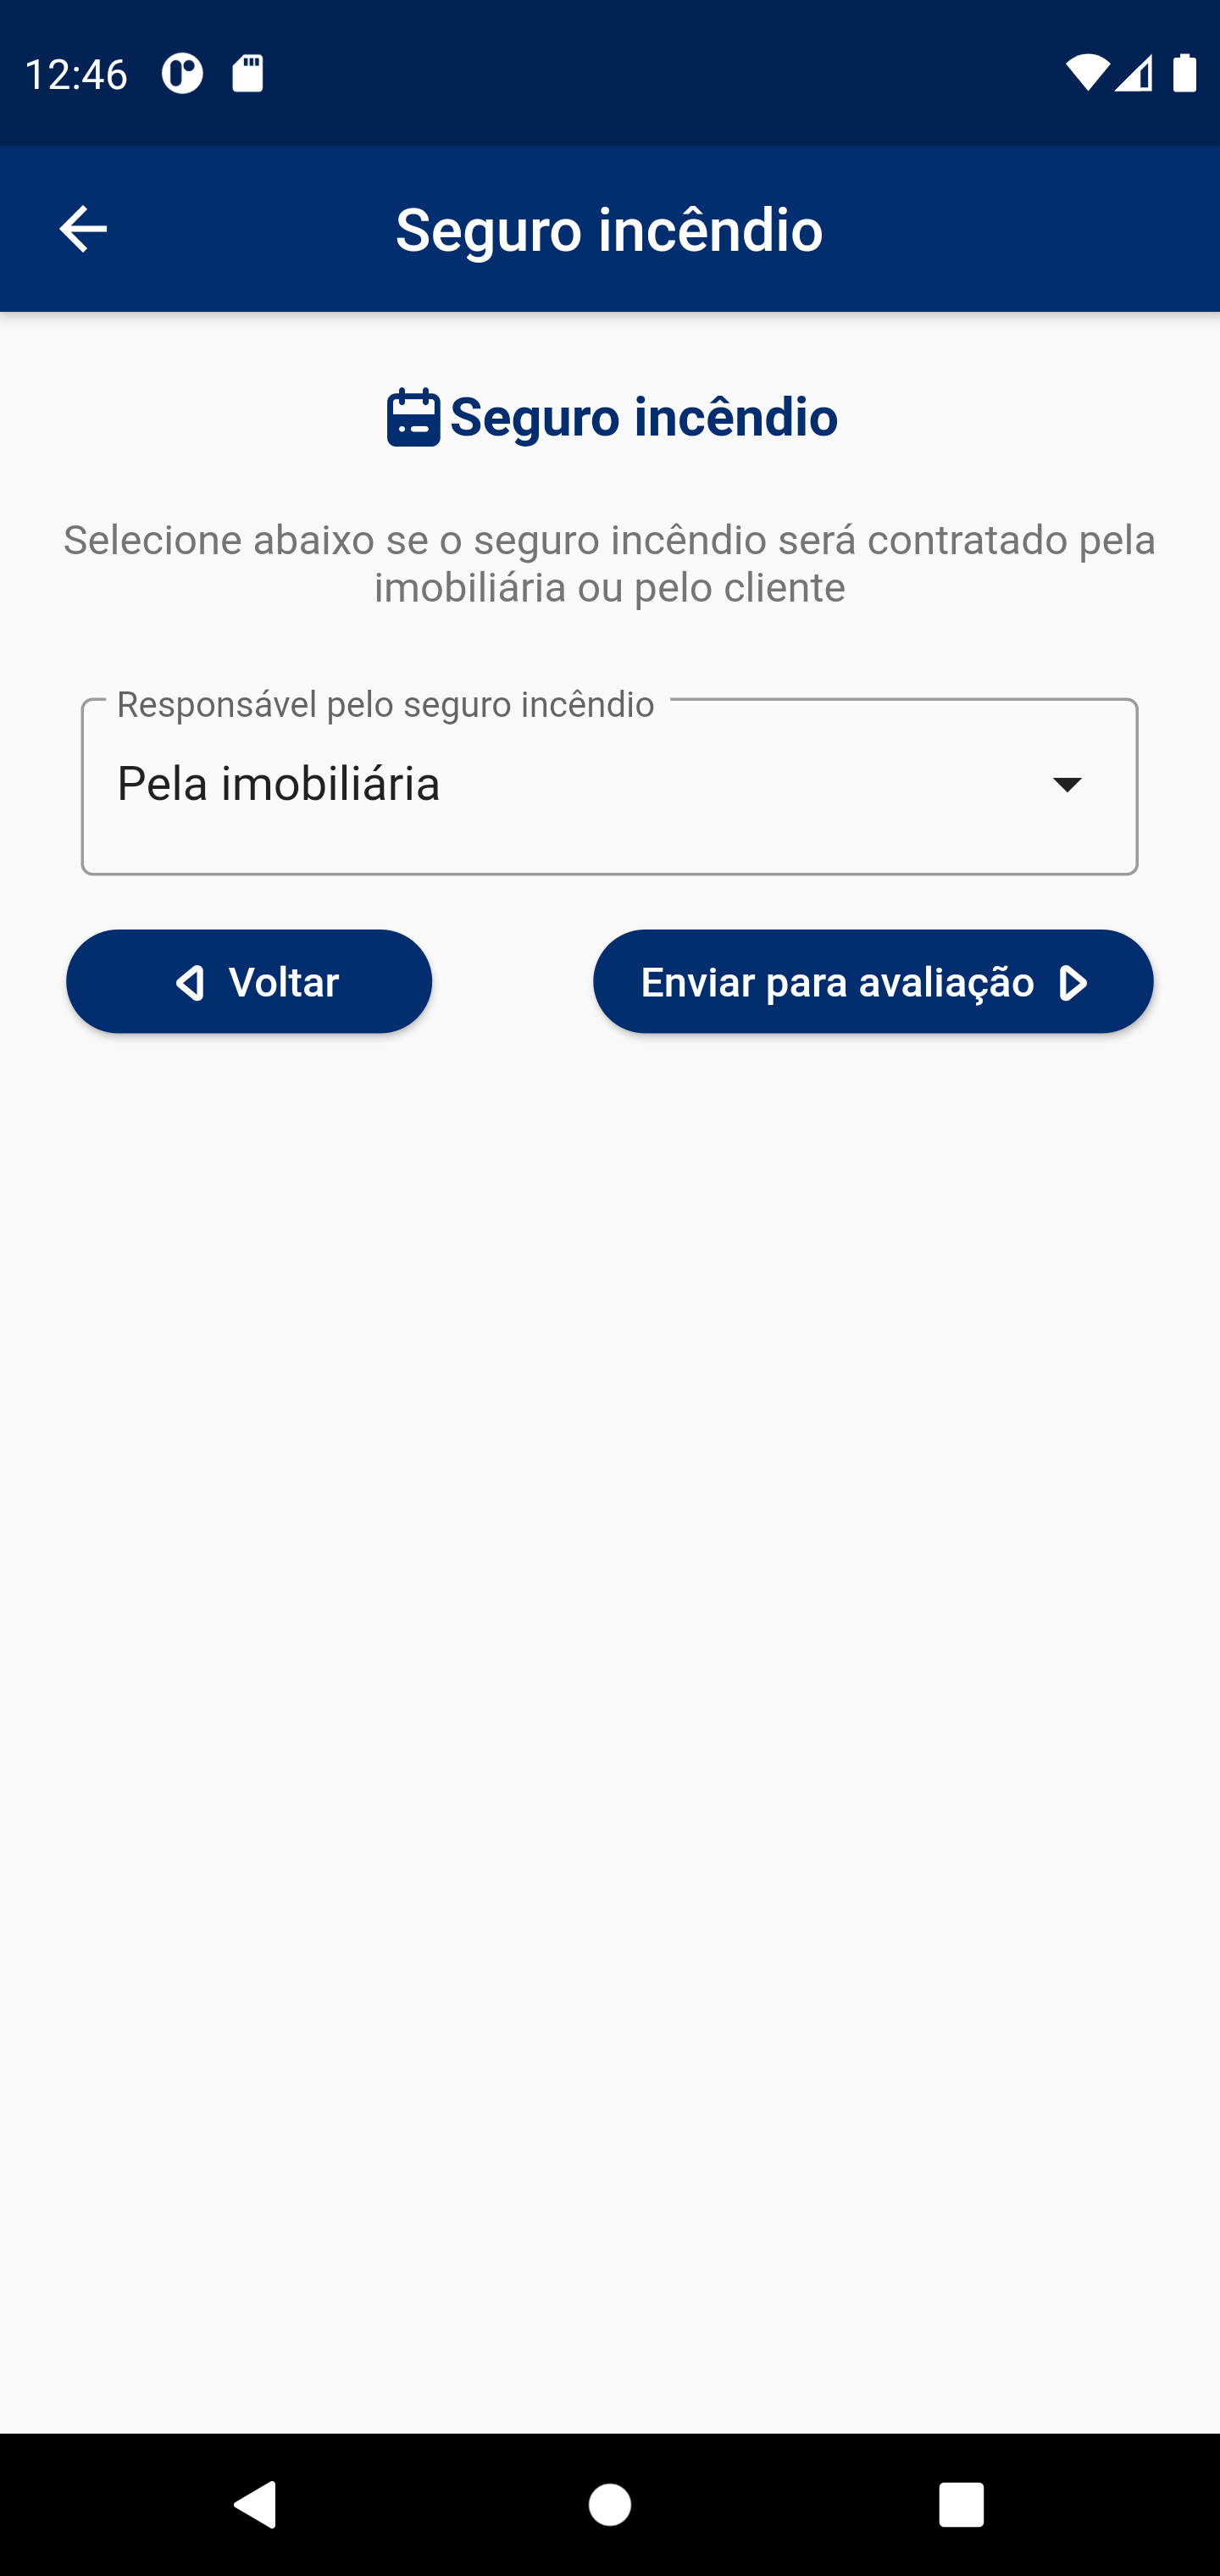 12:46
Seguro incêndio
Seguro incêndio
Selecione abaixo se o seguro incêndio será contratado pela
imobiliária ou pelo cliente
Responsável pelo seguro incêndio
Pela imobiliária
Voltar
Enviar para avaliação